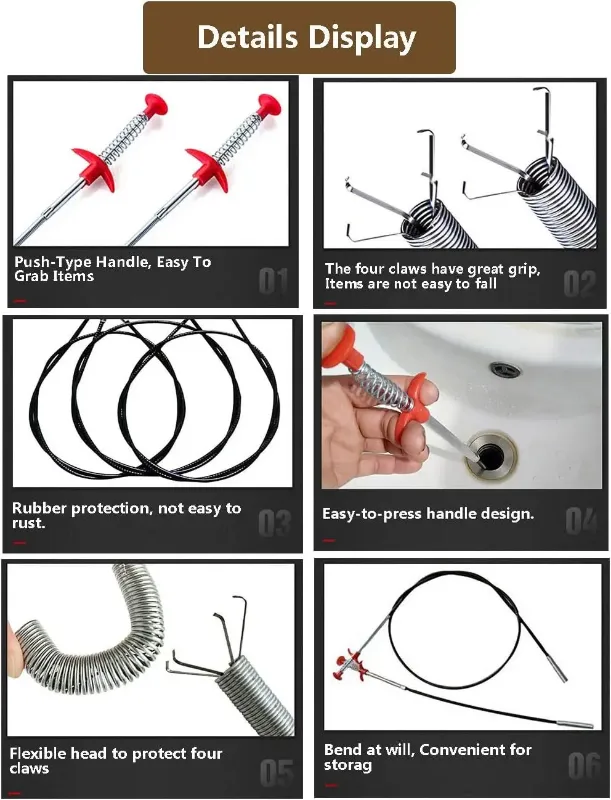 Details Display
Push-Type Handle, Easy To
Grab Items
01
The four claws have great grip,
Items are not easy to fall
02
Rubber protection, not easy to
rust.
03
Easy-to-press handle design.
04
Flexible head to protect four
claws
05
Bend at will, Convenient for
storag
06